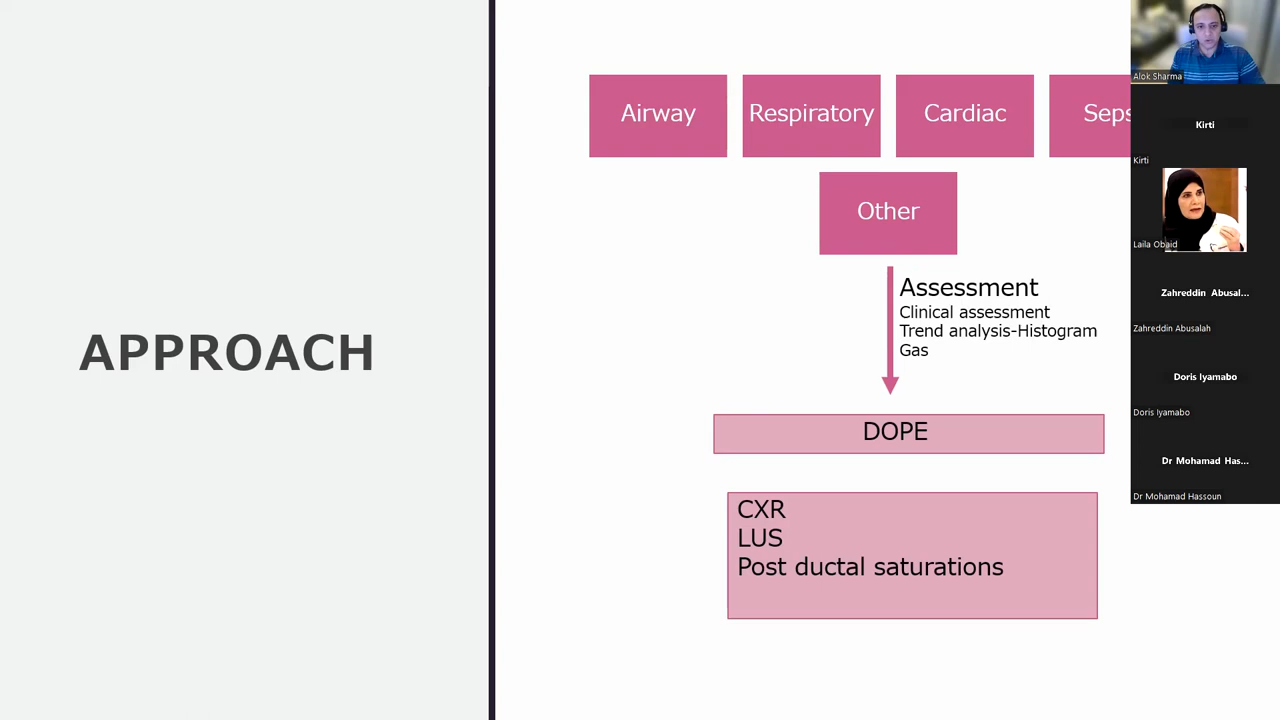 APPROACH
Airway
Respiratory
Cardiac
Seps
Other
Assessment
Clinical assessment
Trend analysis-Histogram
Gas
DOPE
CXR
LUS
Post ductal saturations
Alok Sharma
Kirti
Kirti
Laila Obaid
Zahreddin Abusal...
Zahreddin Abusalah
Doris Iyamabo
Doris Iyamabo
Dr Mohamad Has...
Dr Mohamad Hassoun